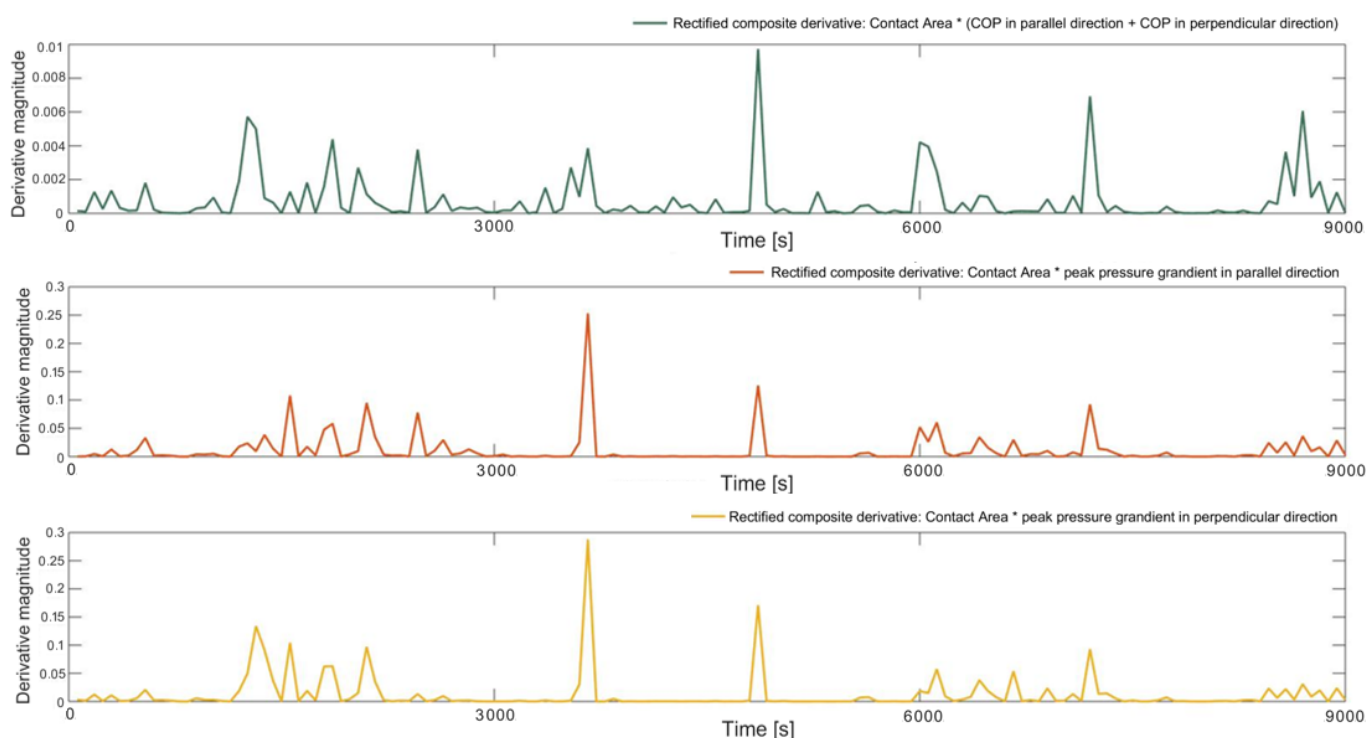 Rectified composite derivative: Contact Area * (COP in parallel direction + COP in perpendicular direction)
Derivative magnitude
0.01
0.008
0.006
0.004
0.002
0
0 3000 6000 9000
Time [s]
Rectified composite derivative: Contact Area * peak pressure grandient in parallel direction
Derivative magnitude
0.3
0.25
0.2
0.15
0.1
0.05
0
0 3000 6000 9000
Time [s]
Rectified composite derivative: Contact Area * peak pressure grandient in perpendicular direction
Derivative magnitude
0.3
0.25
0.2
0.15
0.1
0.05
0
0 3000 6000 9000
Time [s]